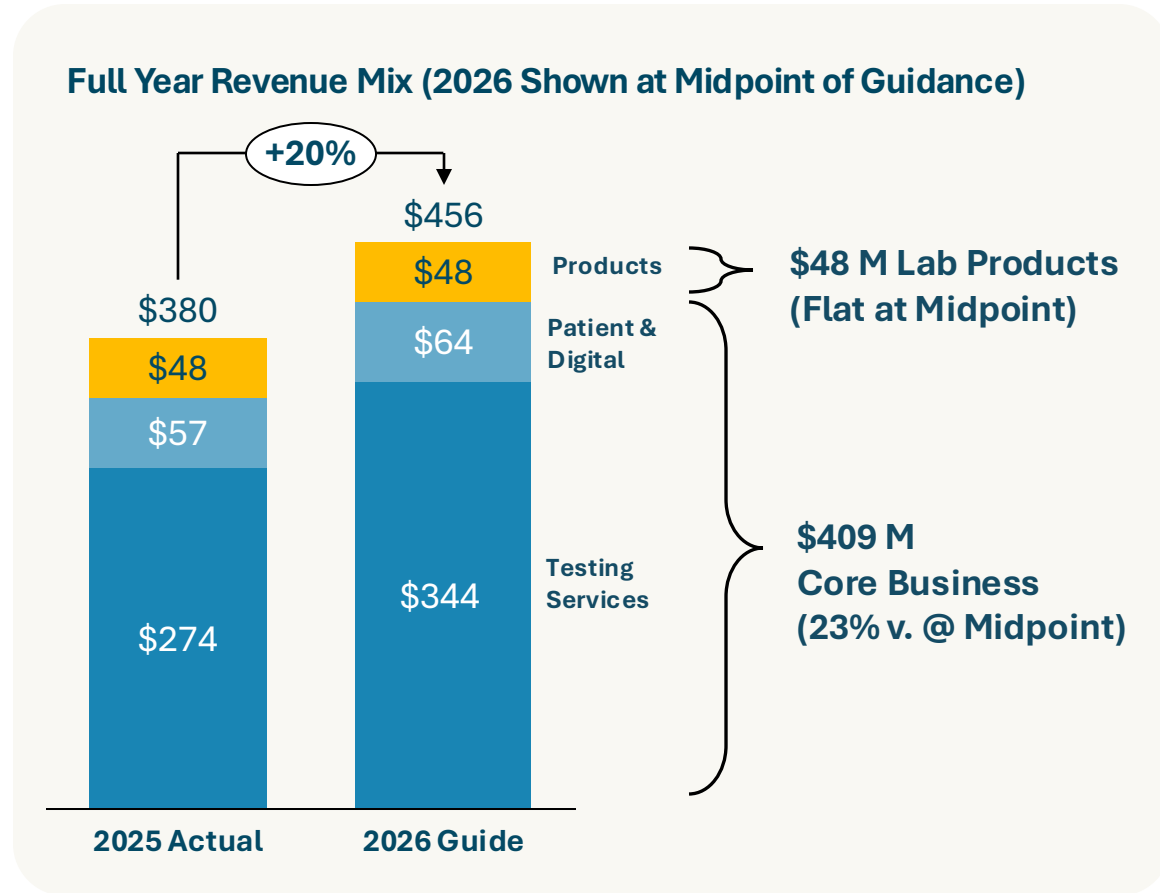 Full Year Revenue Mix (2026 Shown at Midpoint of Guidance)
+20%
$456
$380
$48
$57
$274
$48
$64
$344
Products
Patient &
Digital
Testing
Services
$48 M Lab Products
(Flat at Midpoint)
$409 M
Core Business
(23% v. @ Midpoint)
2025 Actual
2026 Guide